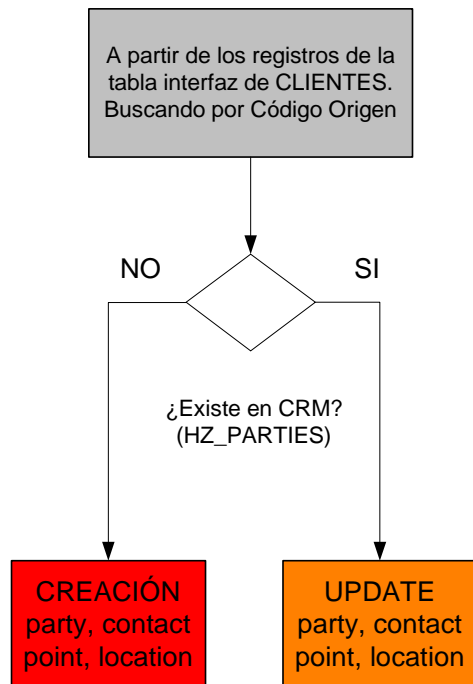 A partir de los registros de la
tabla interfaz de CLIENTES.
Buscando por Código Origen
NO
SI
¿Existe en CRM?
(HZ_PARTIES)
CREACIÓN
party, contact
point, location
UPDATE
party, contact
point, location